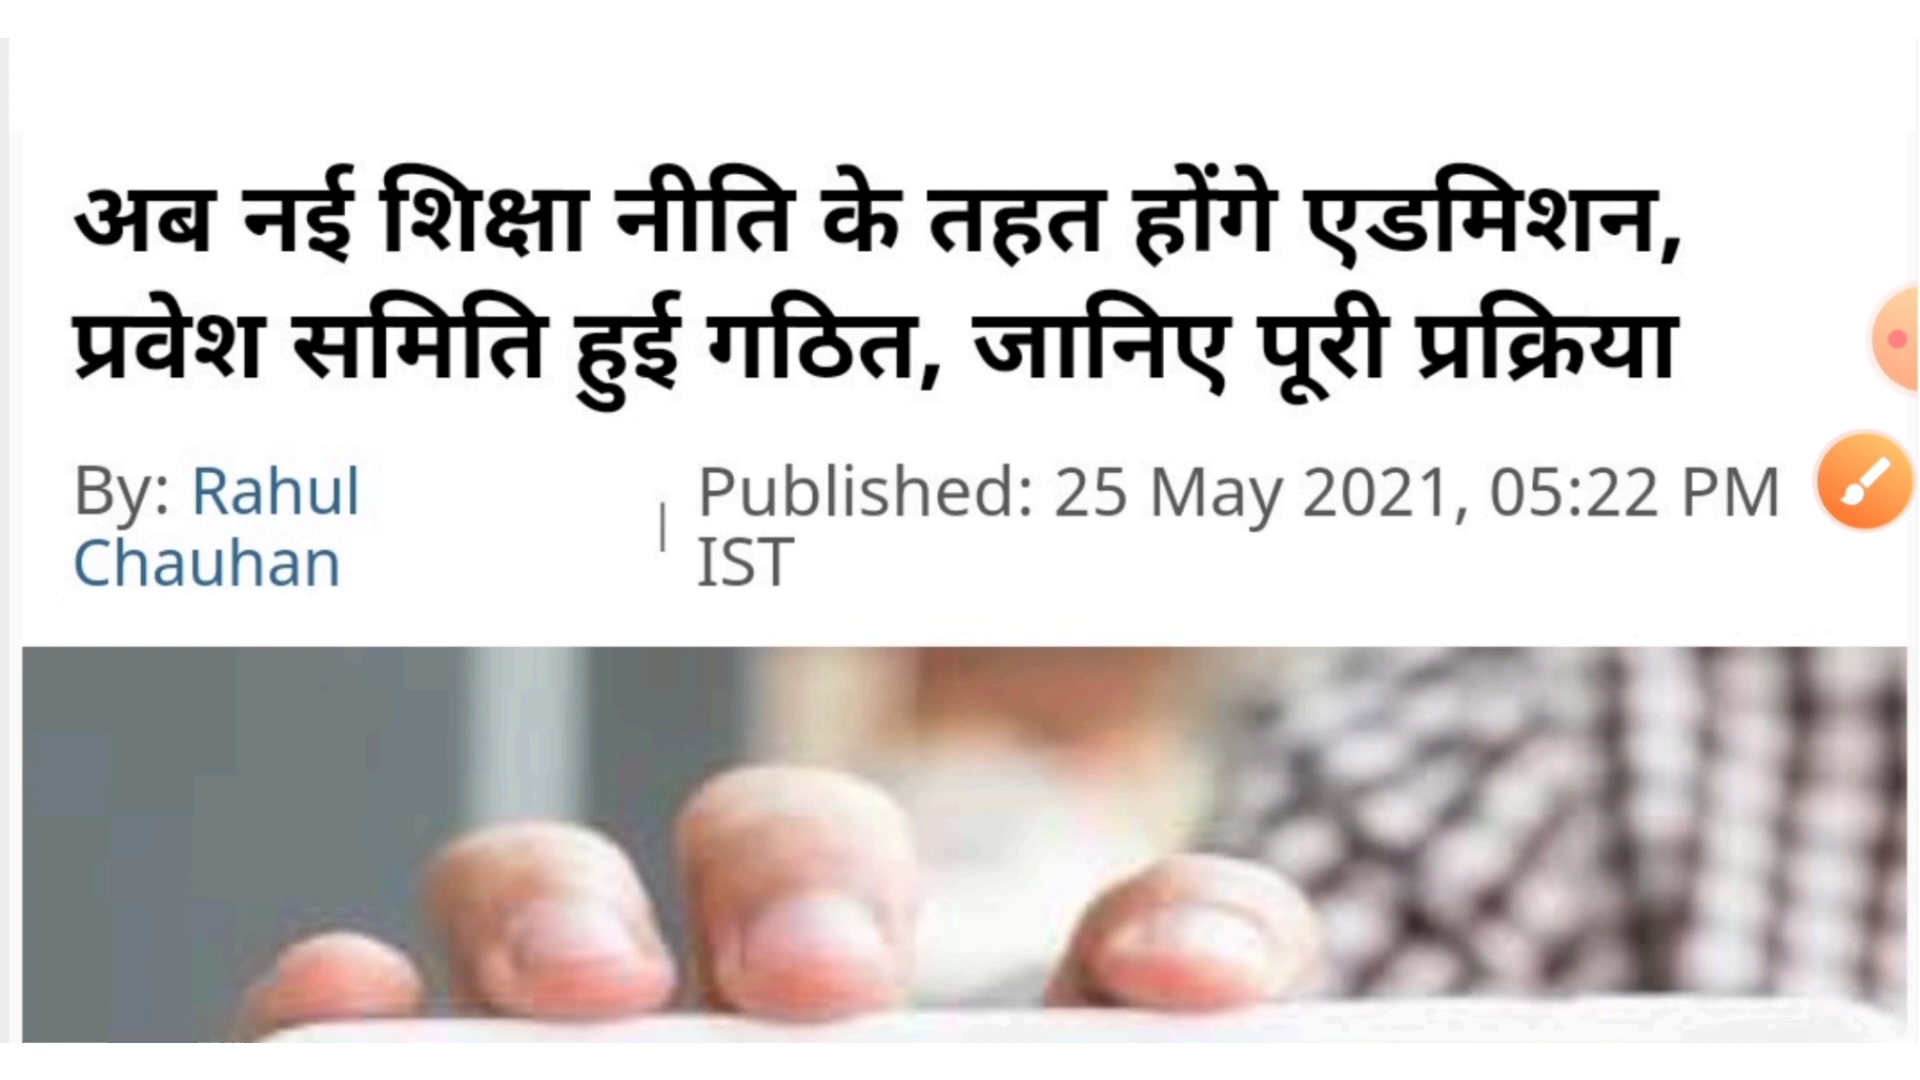 अब नई शिक्षा नीति के तहत होंगे एडमिशन,
प्रवेश समिति हुई गठित, जानिए पूरी प्रक्रिया
By: Rahul
Chauhan
| Published: 25 May 2021, 05:22 PM
IST